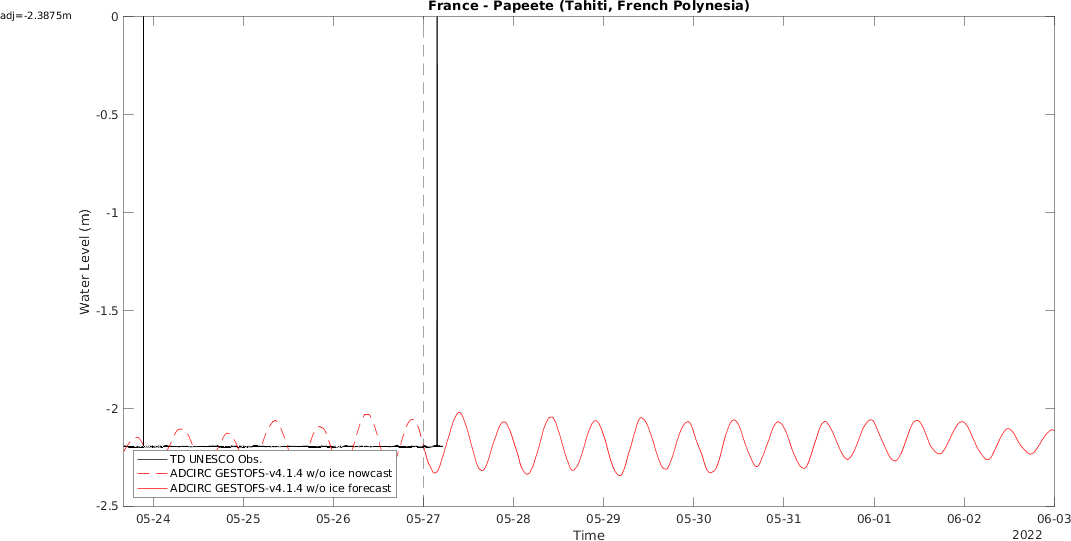 France - Papeete (Tahiti, French Polynesia)
adj=-2.3875m
0
-0.5
-1
-1.5
-2
-2.5
Water Level (m)
TD UNESCO Obs.
ADCIRC GESTOFS-v4.1.4 w/o ice nowcast
ADCIRC GESTOFS-v4.1.4 w/o ice forecast
05-24 05-25 05-26 05-27 05-28 05-29 05-30 05-31 06-01 06-02 06-03
Time
2022